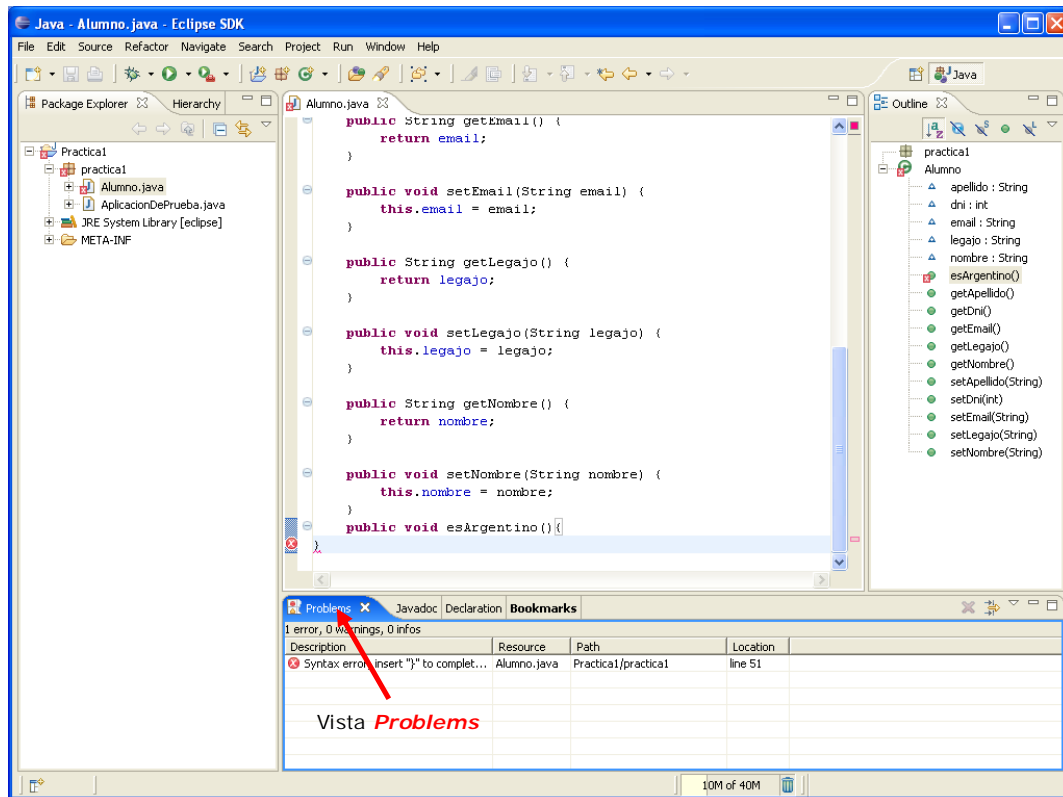 Java - Alumno.java - Eclipse SDK
File Edit Source Refactor Navigate Search Project Run Window Help
Java
Package Explorer Hierarchy
Practica1
practica1
Alumno.java
AplicacionDePrueba.java
JRE System Library [eclipse]
META-INF
Alumno.java
public String getEmail() {
return email;
}
public void setEmail(String email) {
this.email = email;
}
public String getLegajo() {
return legajo;
}
public void setLegajo(String legajo) {
this.legajo = legajo;
}
public String getNombre() {
return nombre;
}
public void setNombre(String nombre) {
this.nombre = nombre;
}
public void esArgentino(){
}
Outline
practica1
Alumno
apellido : String
dni : int
email : String
legajo : String
nombre : String
esArgentino()
getApellido()
getDni()
getEmail()
getLegajo()
getNombre()
setApellido(String)
setDni(int)
setEmail(String)
setLegajo(String)
setNombre(String)
Problems Javadoc Declaration Bookmarks
1 error, 0 warnings, 0 infos
Description Resource Path Location
Syntax error, insert "}" to complet... Alumno.java Practica1/practica1 line 51
Vista Problems
10M of 40M